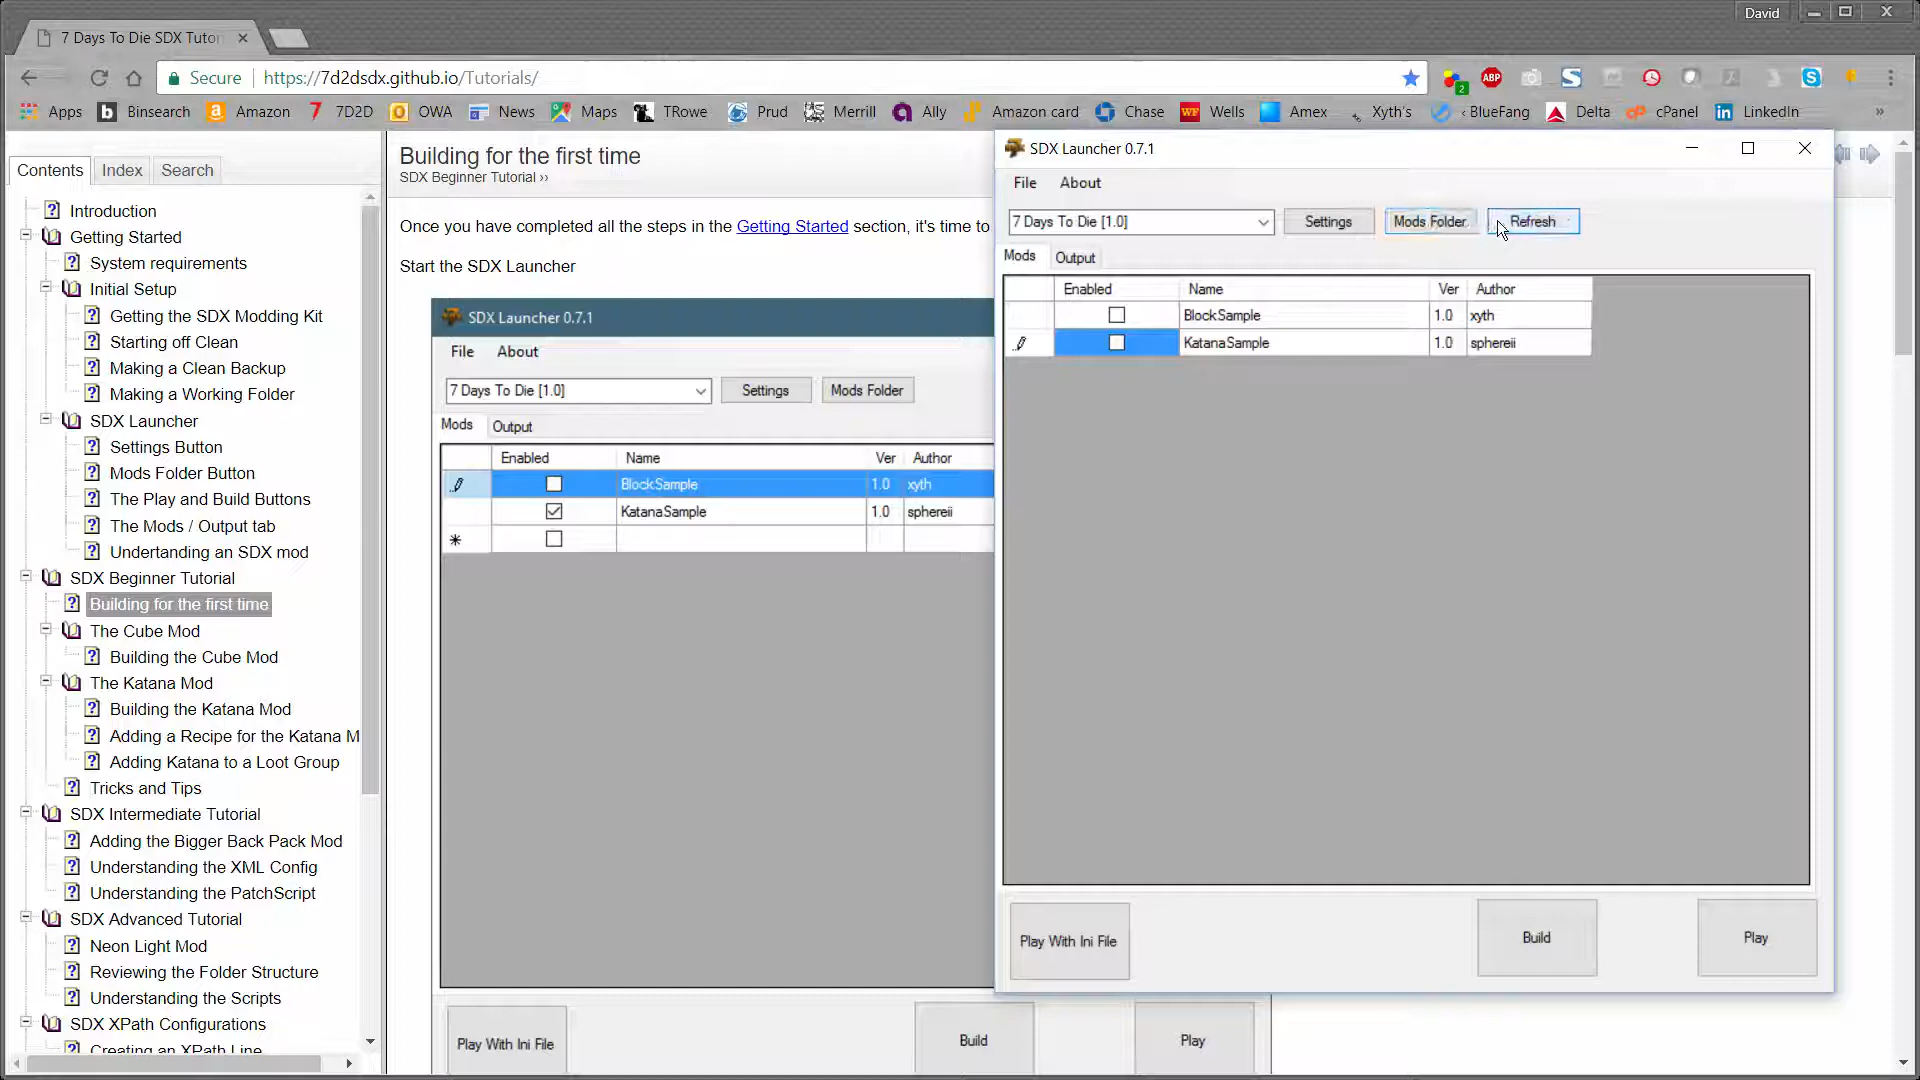 David
7 Days To Die SDX Tutor
Secure
https://7d2dsdx.github.io/Tutorials/
ABP
2
Apps
Binsearch
Amazon
7D2D
OWA
News
Maps
TRowe
Prud
Merrill
Ally
Amazon card
Chase
Wells
Amex
Xyth's
‹ BlueFang
Delta
cPanel
LinkedIn
»
Contents
Index
Search
Introduction
Getting Started
System requirements
Initial Setup
Getting the SDX Modding Kit
Starting off Clean
Making a Clean Backup
Making a Working Folder
SDX Launcher
Settings Button
Mods Folder Button
The Play and Build Buttons
The Mods / Output tab
Undertanding an SDX mod
SDX Beginner Tutorial
Building for the first time
The Cube Mod
Building the Cube Mod
The Katana Mod
Building the Katana Mod
Adding a Recipe for the Katana M
Adding Katana to a Loot Group
Tricks and Tips
SDX Intermediate Tutorial
Adding the Bigger Back Pack Mod
Understanding the XML Config
Understanding the PatchScript
SDX Advanced Tutorial
Neon Light Mod
Reviewing the Folder Structure
Understanding the Scripts
SDX XPath Configurations
Creating an XPath Line
Building for the first time
SDX Beginner Tutorial ››
Once you have completed all the steps in the Getting Started section, it's time to
Start the SDX Launcher
SDX Launcher 0.7.1
File About
7 Days To Die [1.0]
Settings
Mods Folder
Mods Output
Enabled Name Ver Author
BlockSample 1.0 xyth
KatanaSample 1.0 sphereii
Play With Ini File
Build
Play
SDX Launcher 0.7.1
File About
7 Days To Die [1.0]
Settings
Mods Folder
Refresh
Mods Output
Enabled Name Ver Author
BlockSample 1.0 xyth
KatanaSample 1.0 sphereii
Play With Ini File
Build
Play